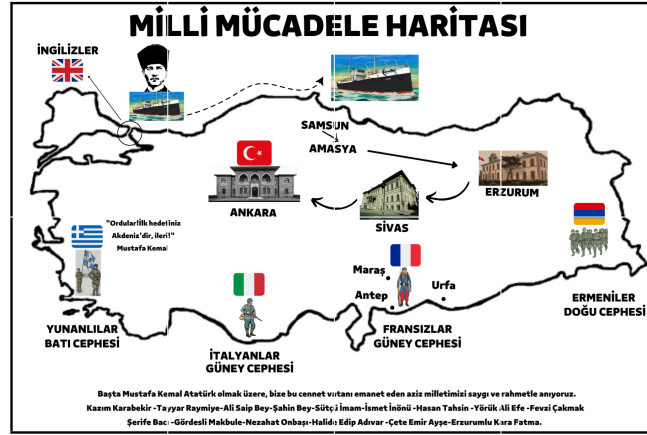 MİLLİ MÜCADELE HARİTASI
İNGİLİZLER
SAMSUN
AMASYA
ERZURUM
ANKARA
SİVAS
"Ordular!İlk hedefiniz
Akdeniz'dir, ileri!"
Mustafa Kemal
Maraş
Urfa
Antep
YUNANLILAR
BATI CEPHESİ
İTALYANLAR
GÜNEY CEPHESİ
FRANSIZLAR
GÜNEY CEPHESİ
ERMENİLER
DOĞU CEPHESİ
Başta Mustafa Kemal Atatürk olmak üzere, bize bu cennet vatanı emanet eden aziz milletimizi saygı ve rahmetle anıyoruz.
Kazım Karabekir -Tayyar Raymiye-Ali Saip Bey-Şahin Bey-Sütçü İmam-İsmet İnönü -Hasan Tahsin -Yörük Ali Efe -Fevzi Çakmak
Şerife Bacı -Gördesli Makbule-Nezahat Onbaşı-Halide Edip Adıvar -Çete Emir Ayşe-Erzurumlu Kara Fatma.